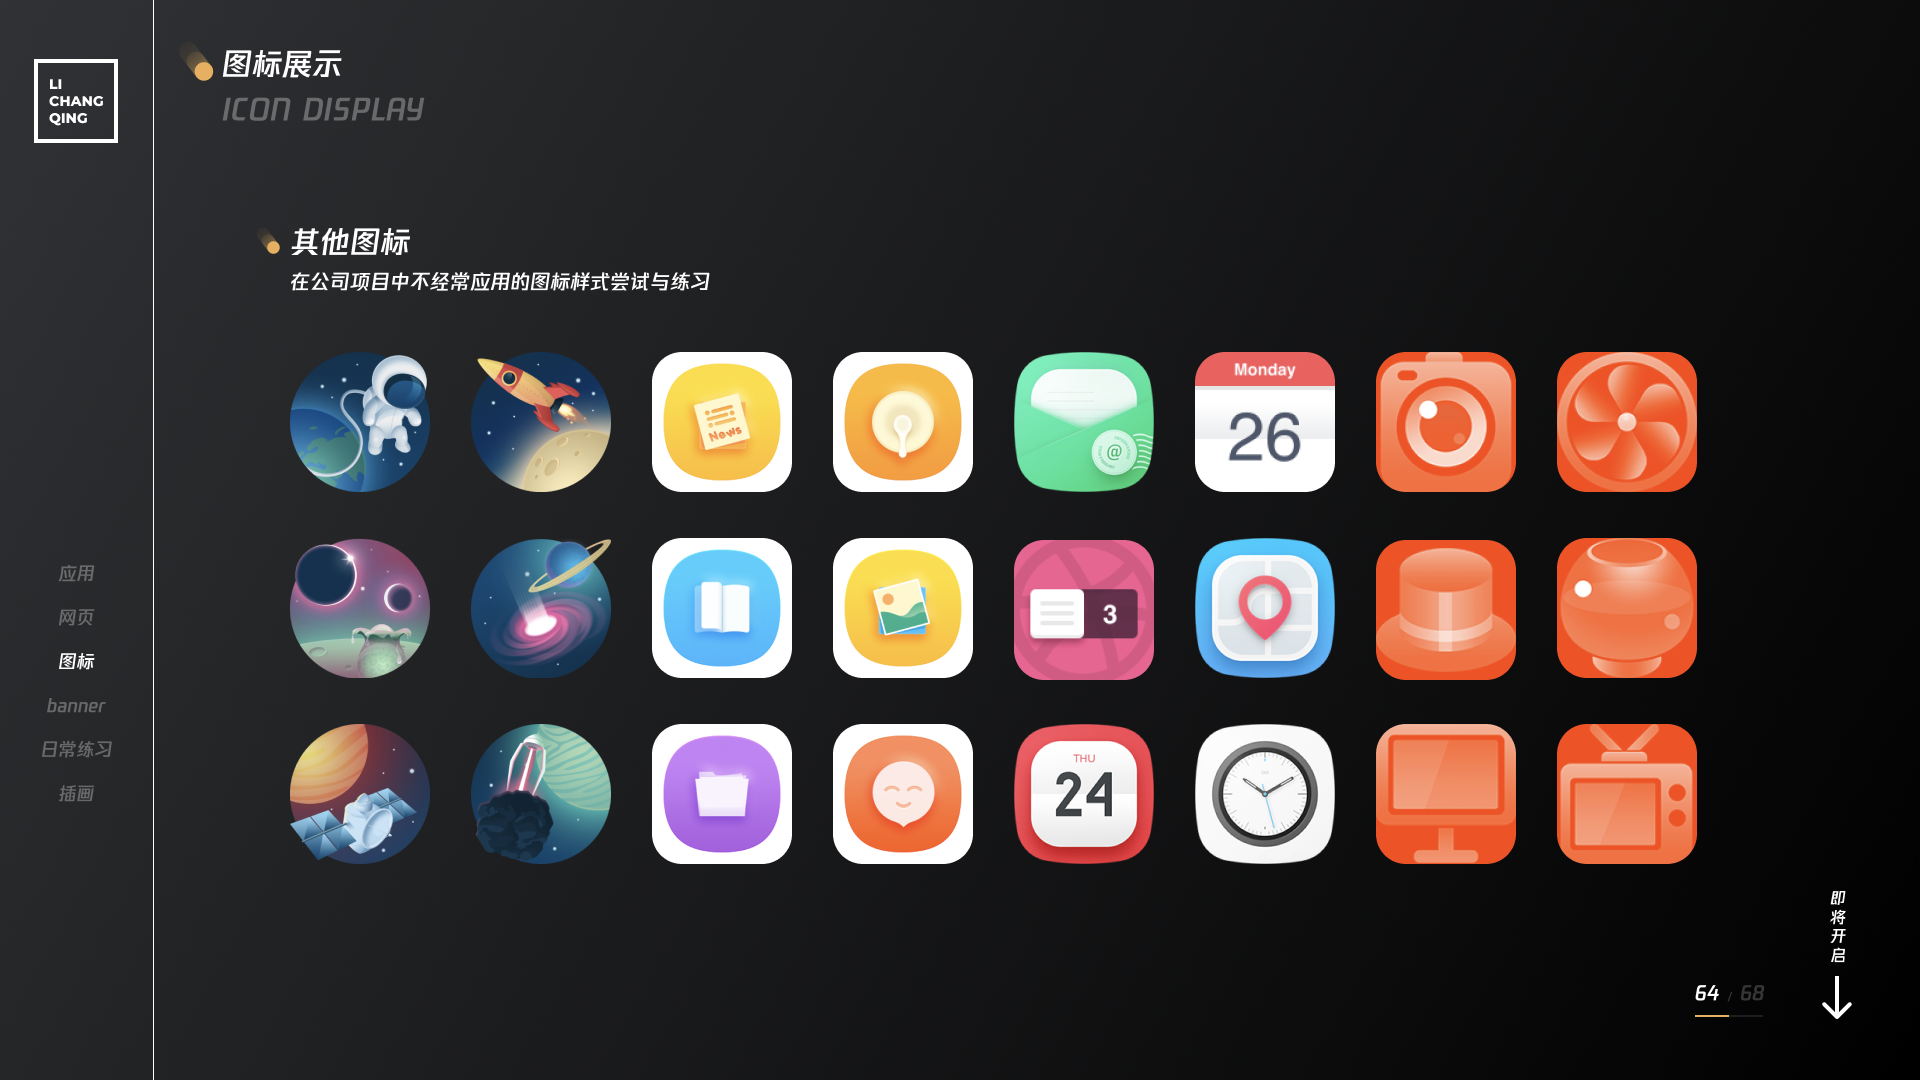 LI
CHANG
QING
图标展示
ICON DISPLAY
其他图标
在公司项目中不经常应用的图标样式尝试与练习
News
@
Monday
26
3
THU
24
应用
网页
图标
banner
日常练习
插画
即将开启
64 / 68